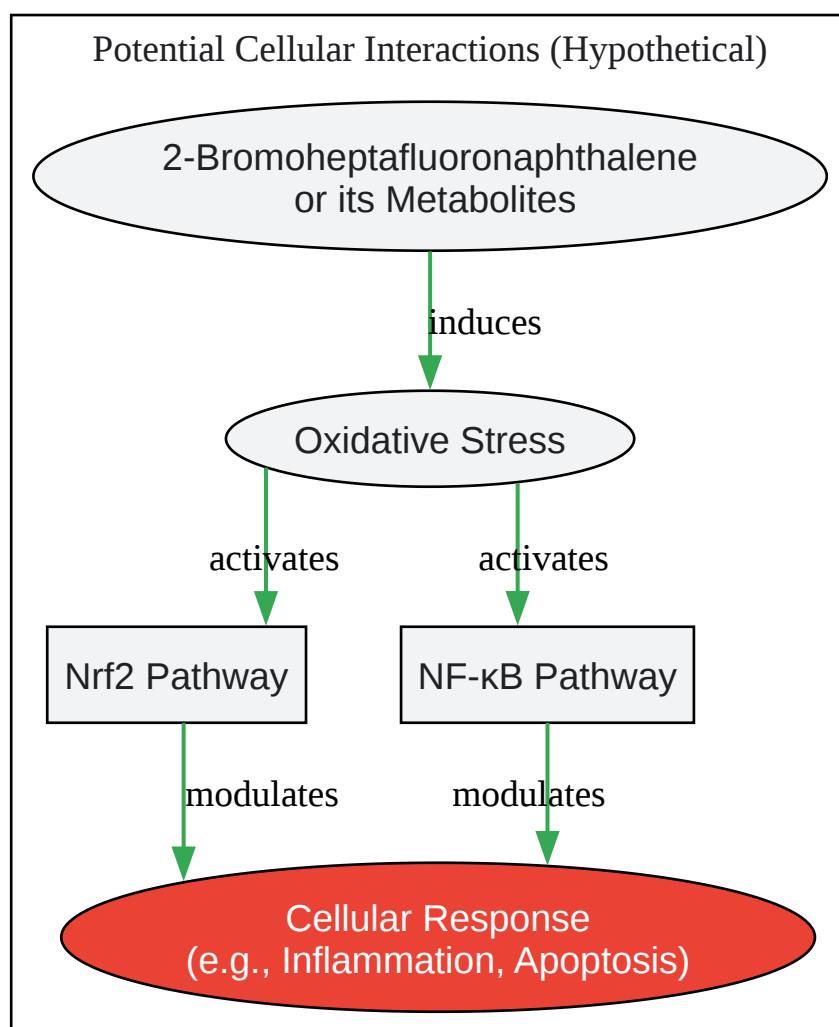 Potential Cellular Interactions (Hypothetical)
2-Bromoheptafluoronaphthalene
or its Metabolites
induces
Oxidative Stress
activates
activates
Nrf2 Pathway
NF-κB Pathway
modulates
modulates
Cellular Response
(e.g., Inflammation, Apoptosis)